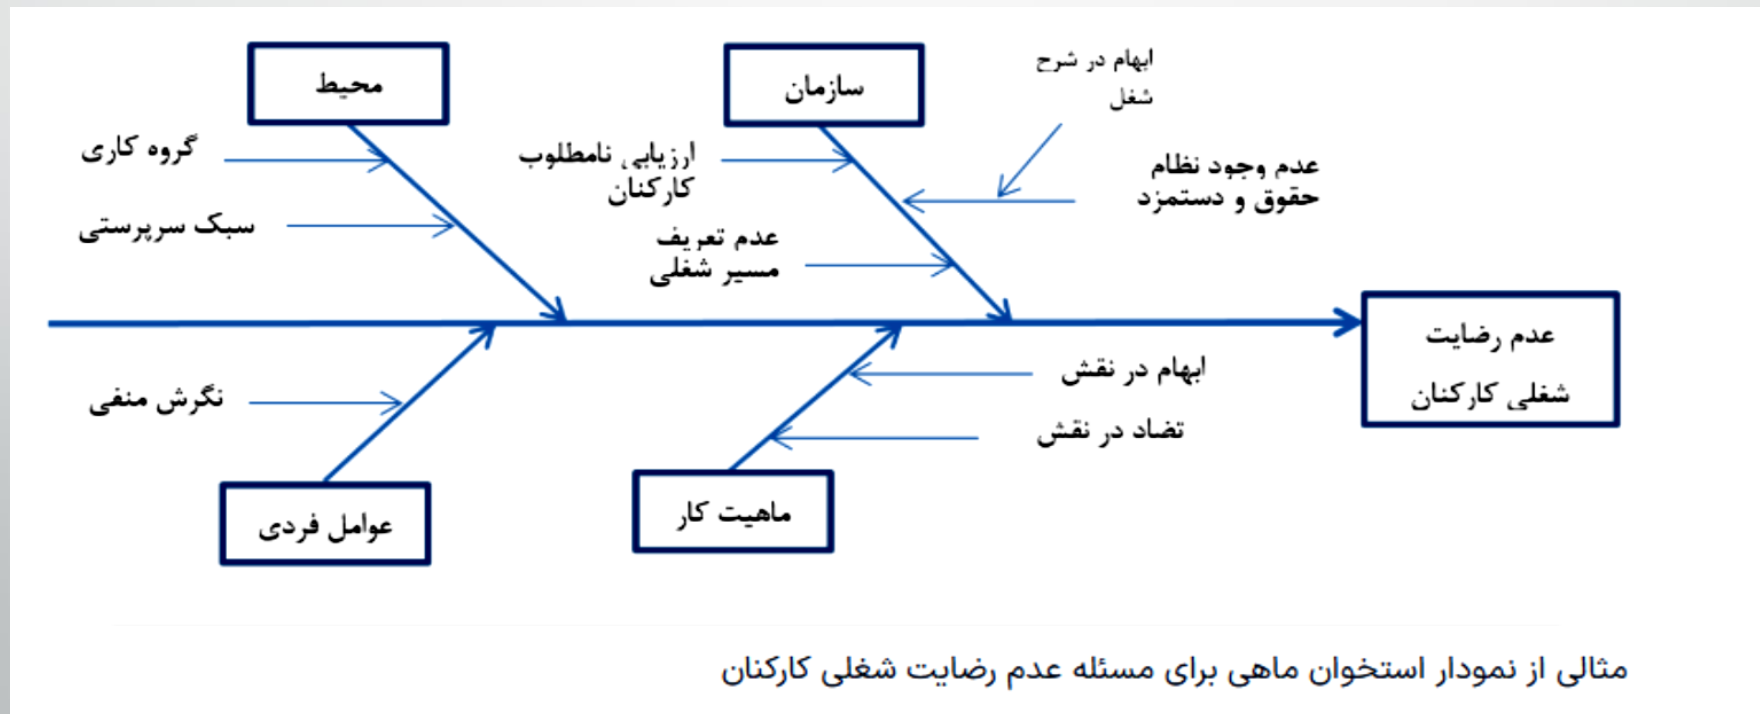 محیط
سازمان
ابهام در شرح
شغل
گروه کاری
ارزیابی نامطلوب
کارکنان
عدم وجود نظام
حقوق و دستمزد
سبک سرپرستی
عدم تعریف
مسیر شغلی
عدم رضایت
شغلی کارکنان
ابهام در نقش
نگرش منفی
تضاد در نقش
ماهیت کار
عوامل فردی
مثالی از نمودار استخوان ماهی برای مسئله عدم رضایت شغلی کارکنان